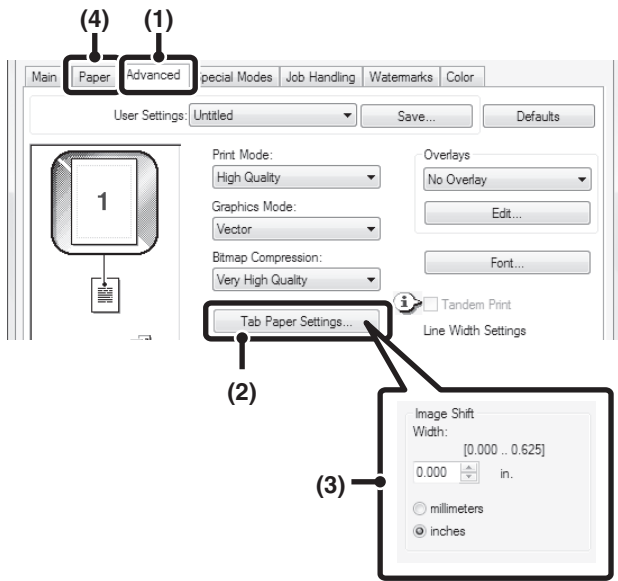 (4) (1)
Main Paper Advanced Special Modes Job Handling Watermarks Color
User Settings: Untitled Save... Defaults
Print Mode:
High Quality
Overlays
No Overlay
1
Graphics Mode:
Vector
Edit...
Bitmap Compression:
Very High Quality
Font...
Tab Paper Settings...
Tandem Print
Line Width Settings
(2)
Image Shift
Width:
[0.000 .. 0.625]
0.000 in.
(3)
millimeters
inches